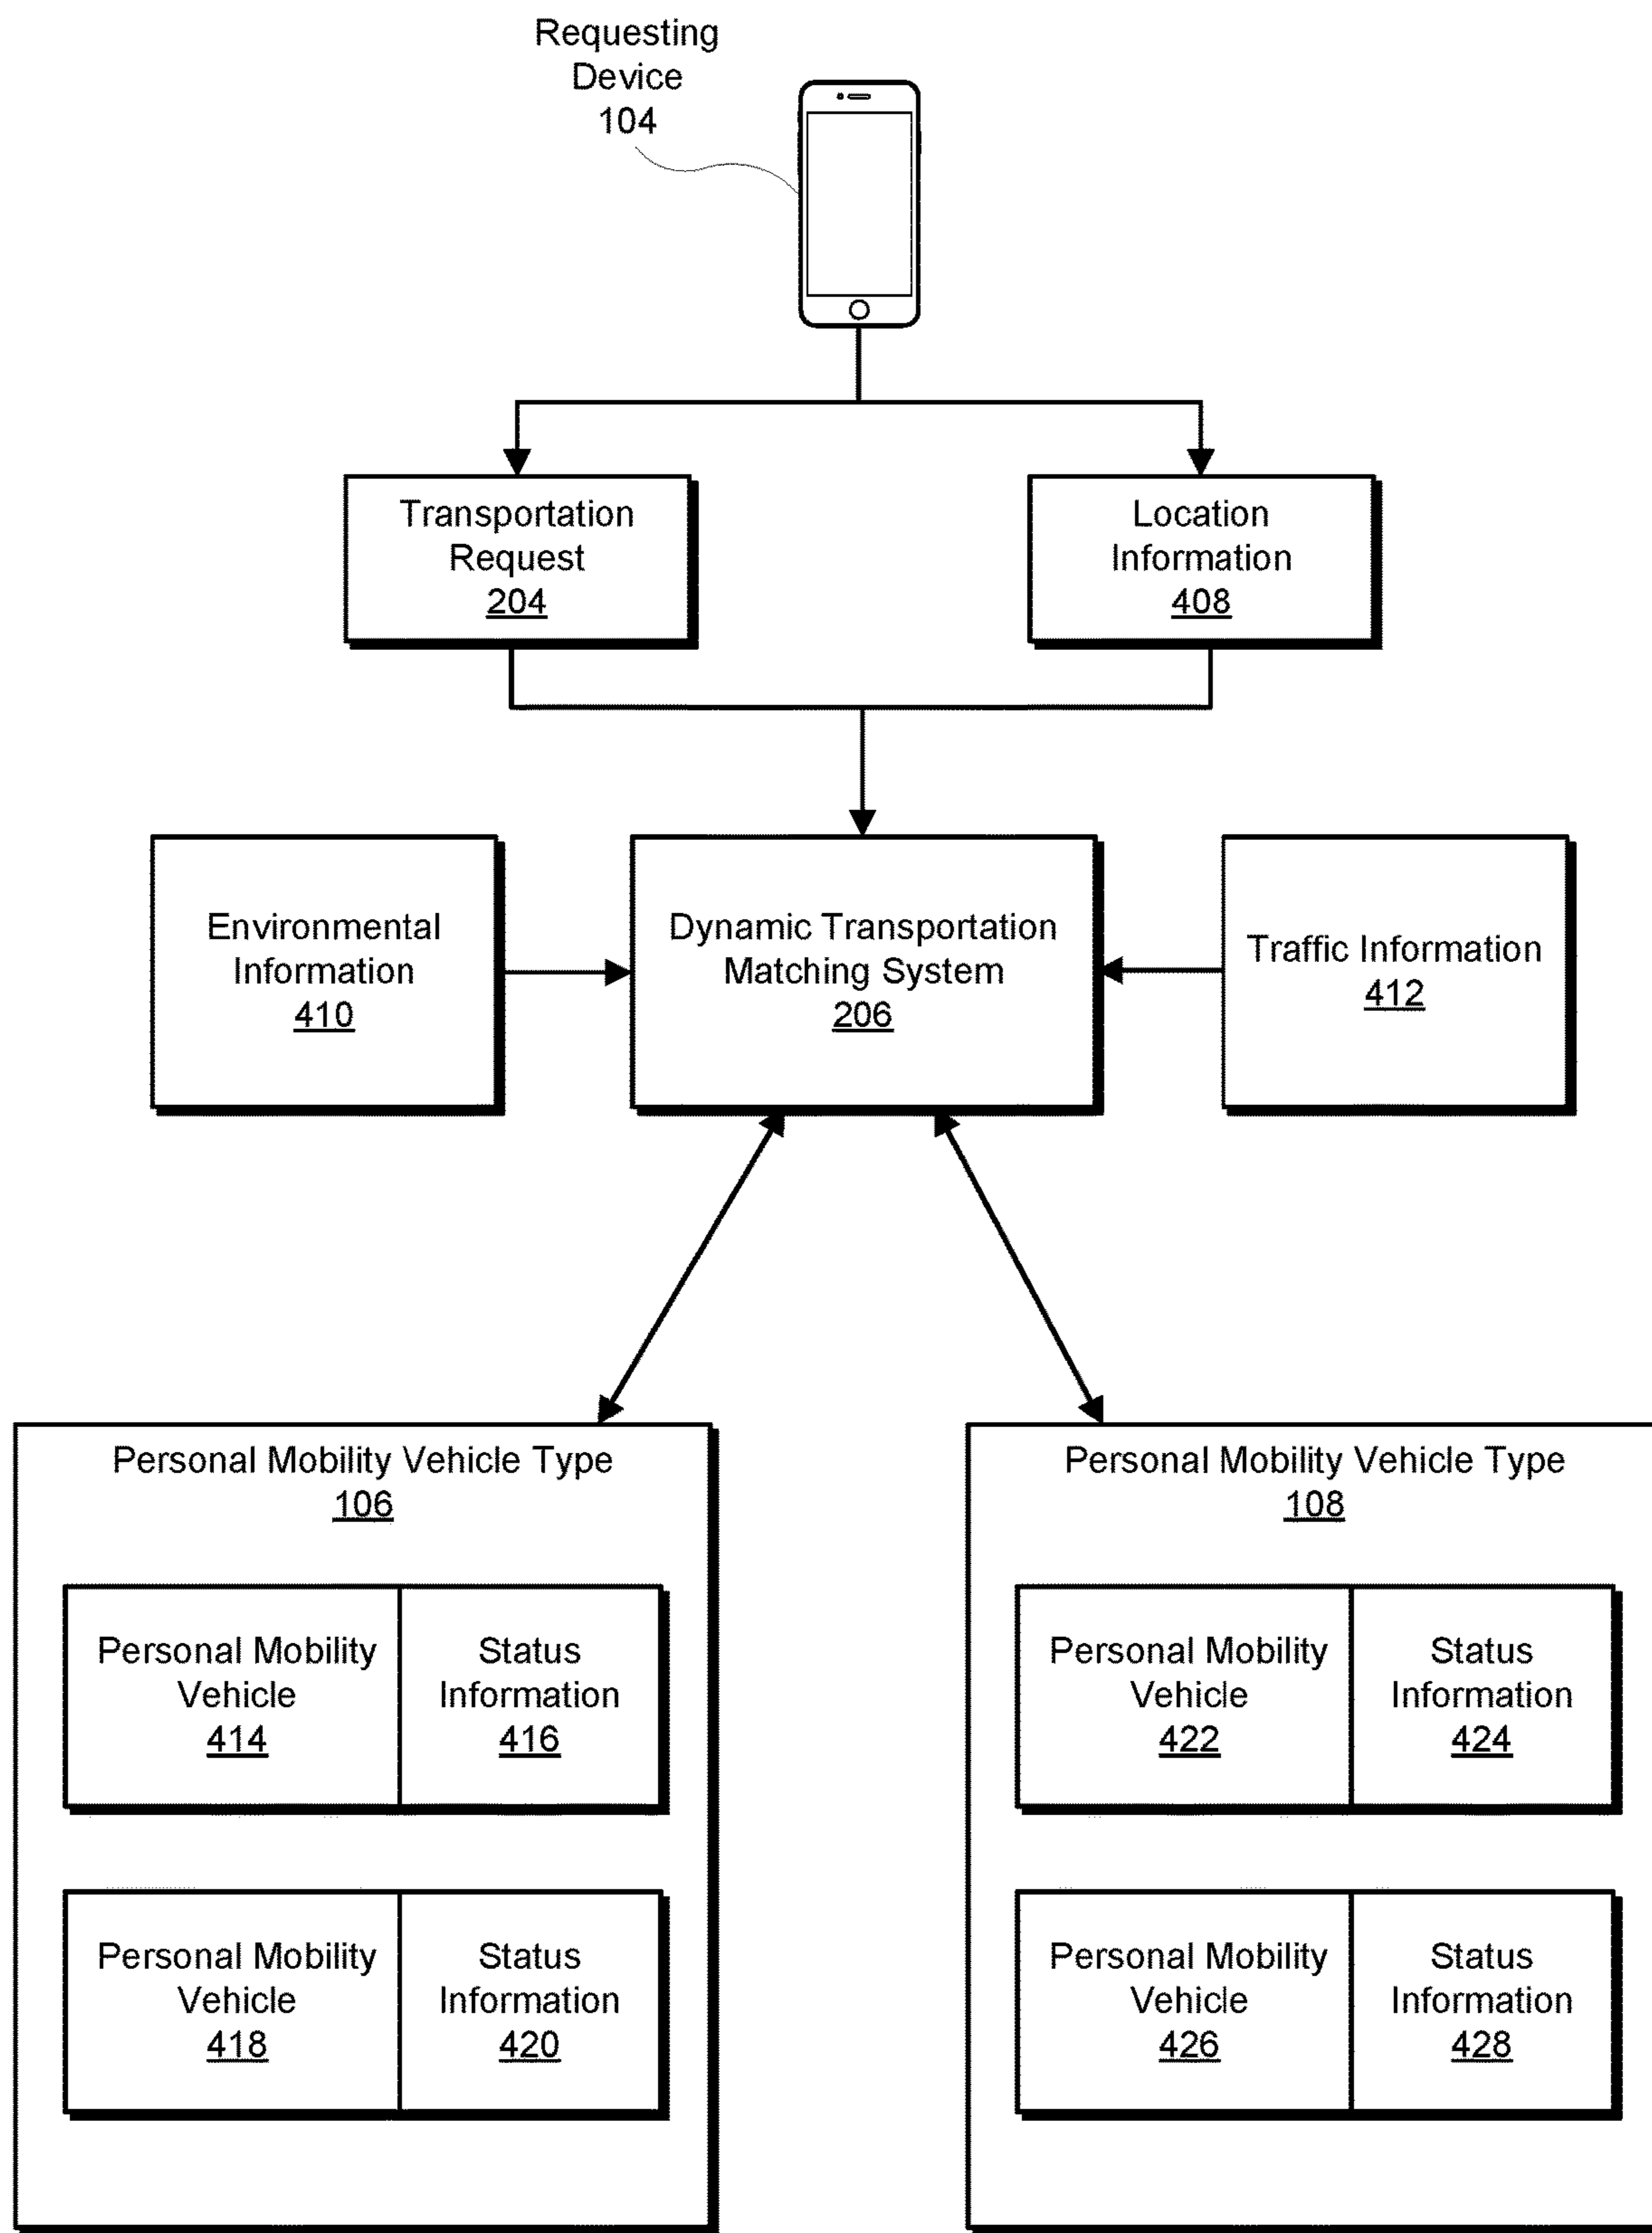 Requesting
Device
104
Transportation
Request
204
Location
Information
408
Environmental
Information
410
Dynamic Transportation
Matching System
206
Traffic Information
412
Personal Mobility Vehicle Type
106
Personal Mobility
Vehicle
414
Status
Information
416
Personal Mobility
Vehicle
418
Status
Information
420
Personal Mobility Vehicle Type
108
Personal Mobility
Vehicle
422
Status
Information
424
Personal Mobility
Vehicle
426
Status
Information
428